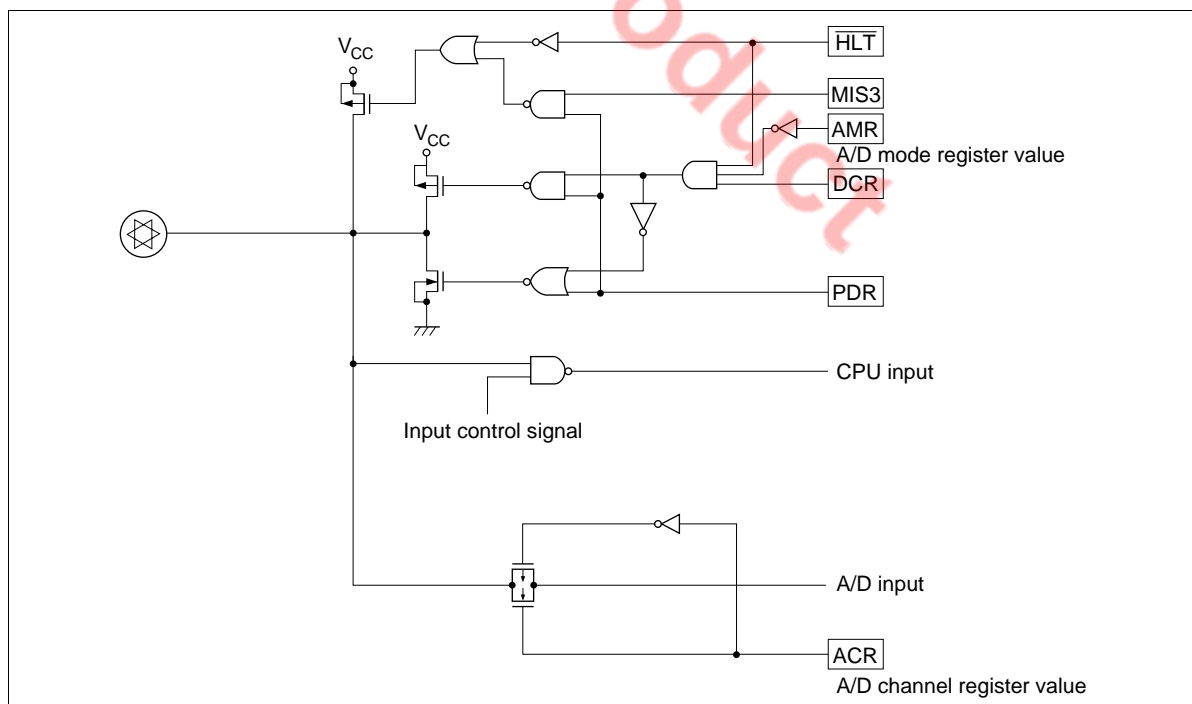 HLT
VCC
MIS3
AMR
A/D mode register value
VCC
DCR
PDR
CPU input
Input control signal
A/D input
ACR
A/D channel register value
oduct